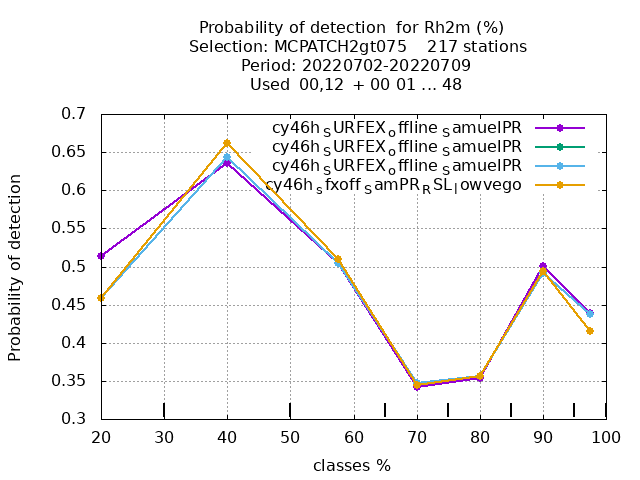 Probability of detection  for Rh2m (%)
Selection: MCPATCH2gt075    217 stations
Period: 20220702-20220709
Used  00,12  + 00 01 ... 48
cy46h_SURFEX_offline_SamuelPR
cy46h_SURFEX_offline_SamuelPR
cy46h_SURFEX_offline_SamuelPR
cy46h_sfxoff_SamPR_RSL_lowvego
Probability of detection
0.7
0.65
0.6
0.55
0.5
0.45
0.4
0.35
0.3
20 30 40 50 60 70 80 90 100
classes %